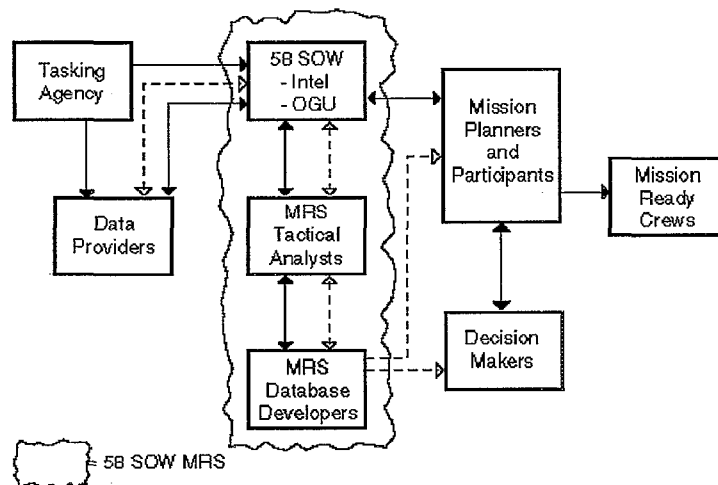 Tasking
Agency
58 SOW
- Intel
- OGU
Mission
Planners
and
Participants
Mission
Ready
Crews
Data
Providers
MRS
Tactical
Analysts
Decision
Makers
MRS
Database
Developers
= 58 SOW MRS